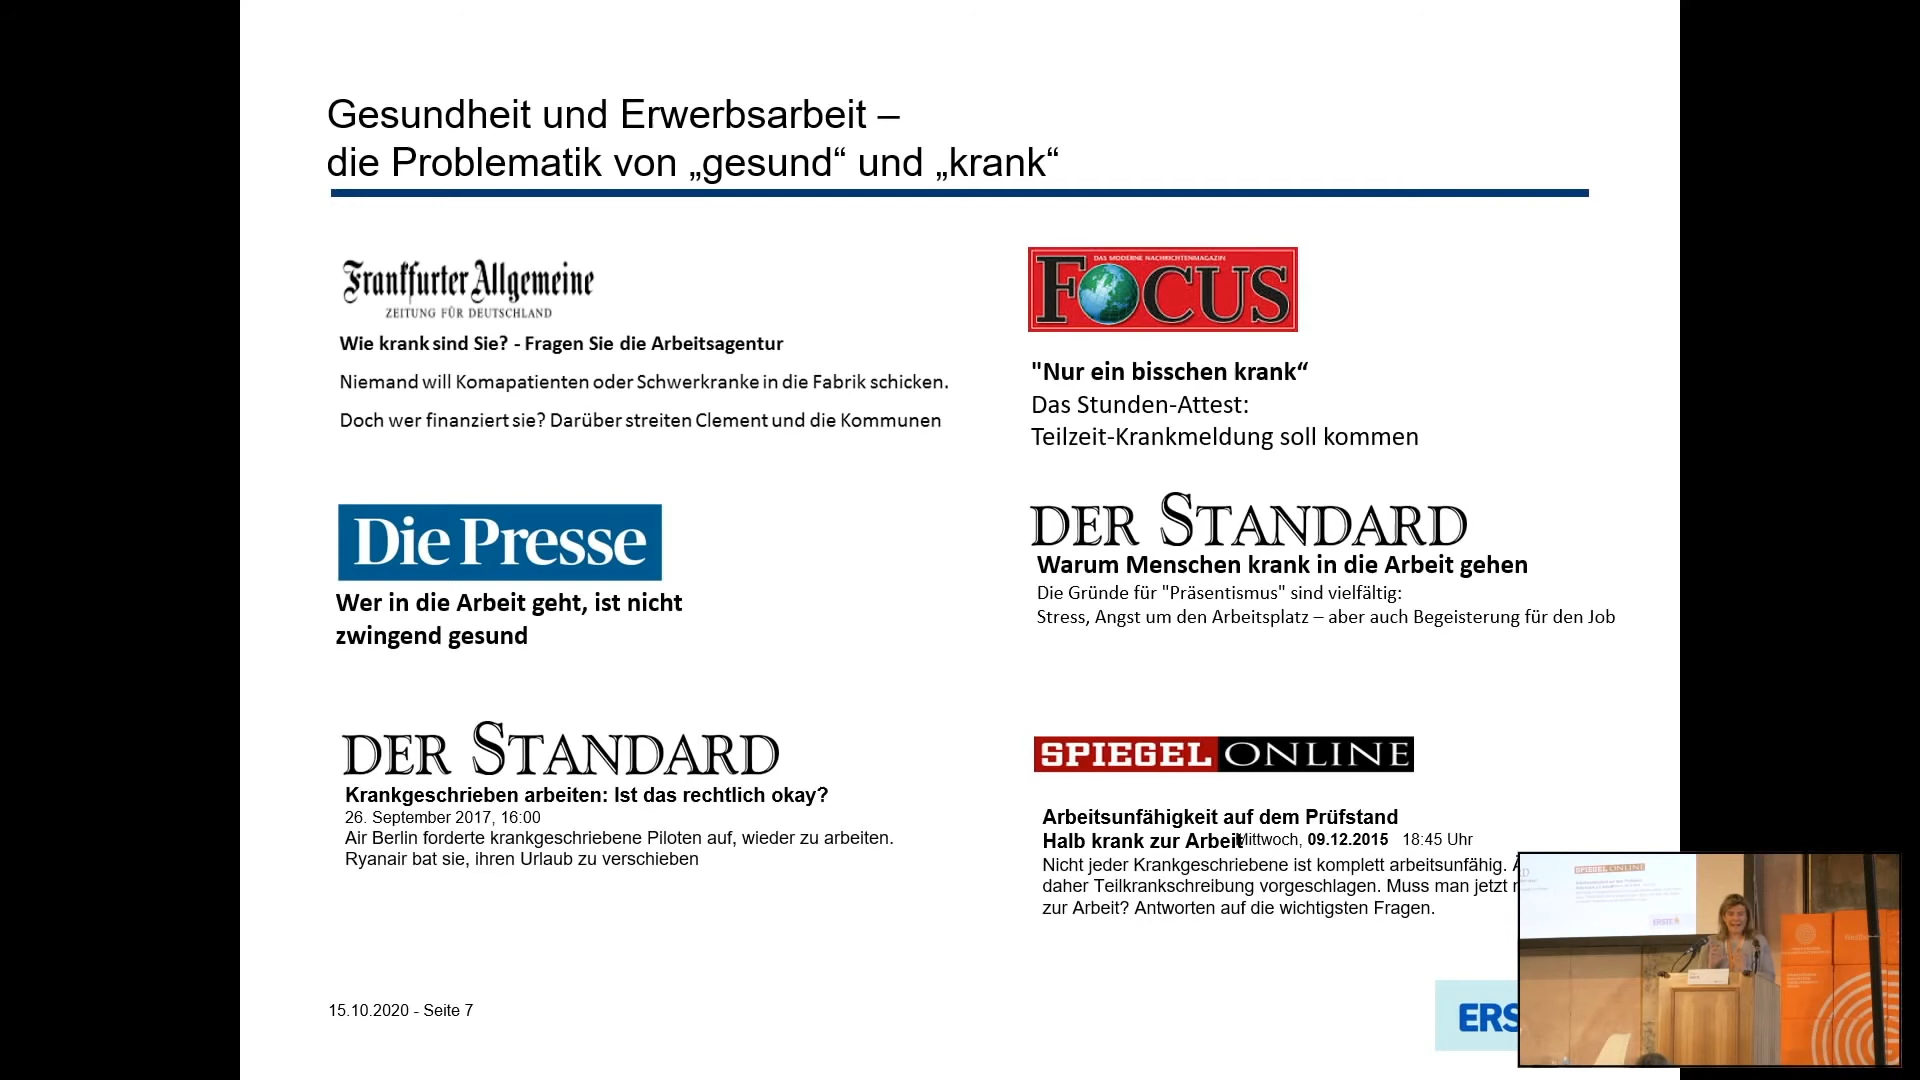 Gesundheit und Erwerbsarbeit –
die Problematik von „gesund“ und „krank“
Frankfurter Allgemeine
ZEITUNG FÜR DEUTSCHLAND
Wie krank sind Sie? - Fragen Sie die Arbeitsagentur
Niemand will Komapatienten oder Schwerkranke in die Fabrik schicken.
Doch wer finanziert sie? Darüber streiten Clement und die Kommunen
DAS MODERNE NACHRICHTENMAGAZIN
FOCUS
"Nur ein bisschen krank“
Das Stunden-Attest:
Teilzeit-Krankmeldung soll kommen
Die Presse
Wer in die Arbeit geht, ist nicht
zwingend gesund
DER STANDARD
Warum Menschen krank in die Arbeit gehen
Die Gründe für "Präsentismus" sind vielfältig:
Stress, Angst um den Arbeitsplatz – aber auch Begeisterung für den Job
DER STANDARD
Krankgeschrieben arbeiten: Ist das rechtlich okay?
26. September 2017, 16:00
Air Berlin forderte krankgeschriebene Piloten auf, wieder zu arbeiten.
Ryanair bat sie, ihren Urlaub zu verschieben
SPIEGEL ONLINE
Arbeitsunfähigkeit auf dem Prüfstand
Halb krank zur Arbeit Mittwoch, 09.12.2015 18:45 Uhr
Nicht jeder Krankgeschriebene ist komplett arbeitsunfähig.
daher Teilkrankschreibung vorgeschlagen. Muss man jetzt
zur Arbeit? Antworten auf die wichtigsten Fragen.
15.10.2020 - Seite 7
ERS
SPIEGEL ONLINE
ERSTE